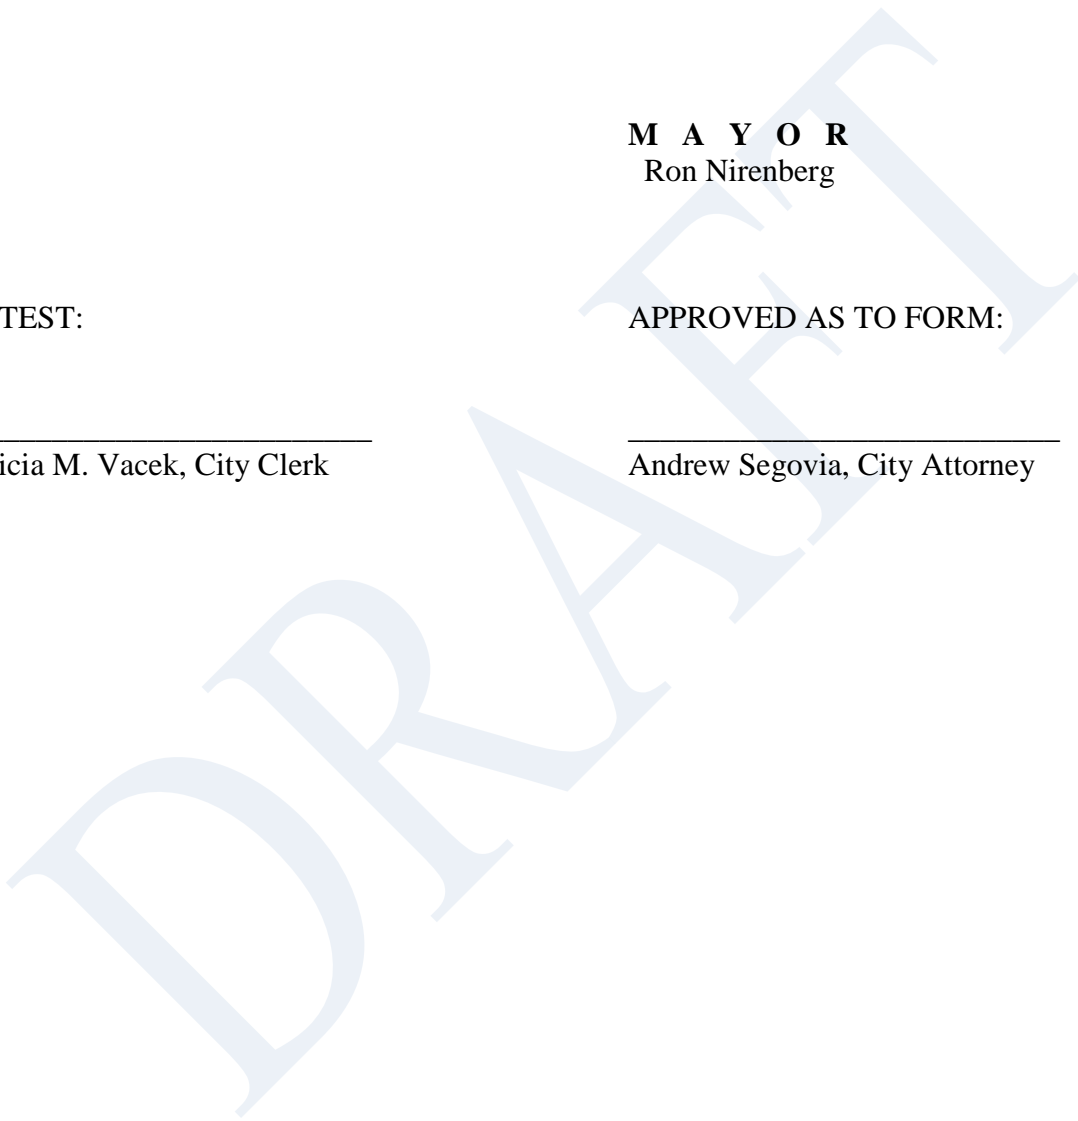 M A Y O R
Ron Nirenberg
TEST:
APPROVED AS TO FORM:
icia M. Vacek, City Clerk
Andrew Segovia, City Attorney
DRAFT